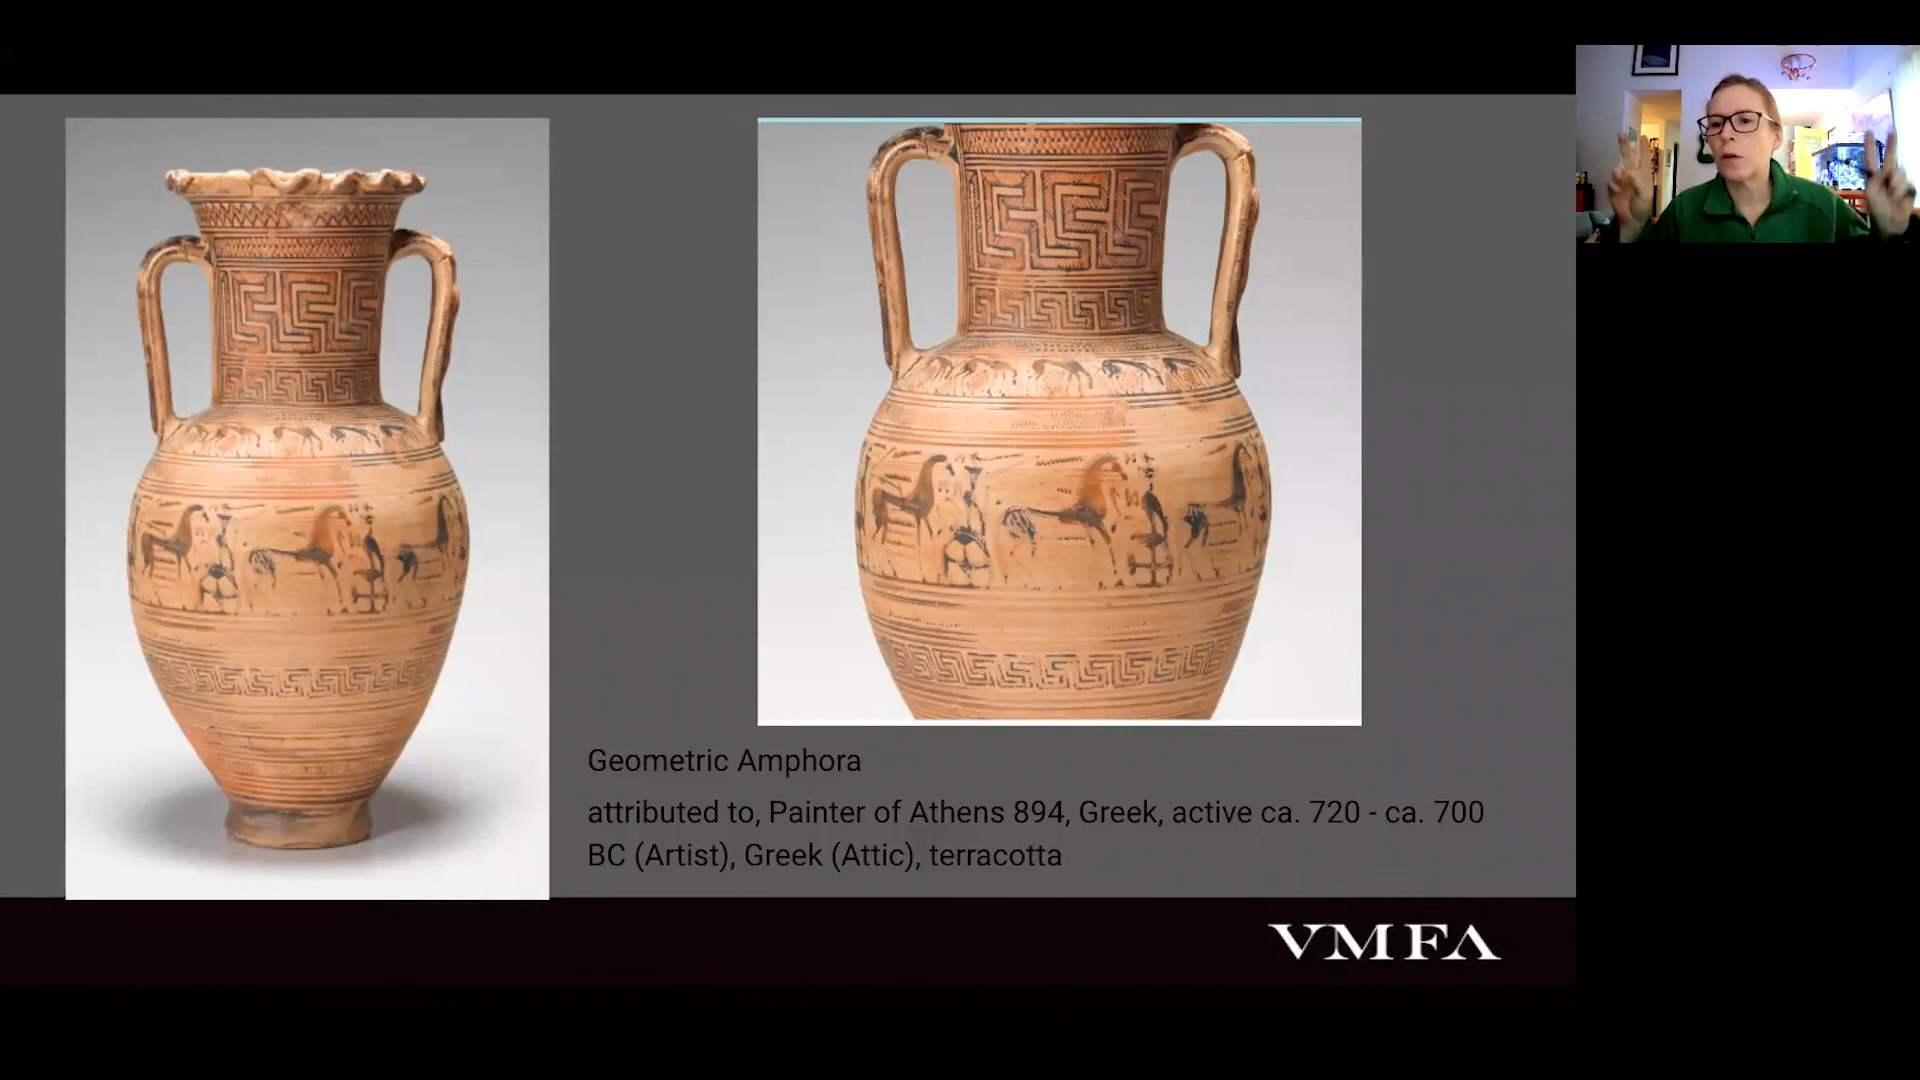 Geometric Amphora
attributed to, Painter of Athens 894, Greek, active ca. 720 - ca. 700
BC (Artist), Greek (Attic), terracotta
VMFA